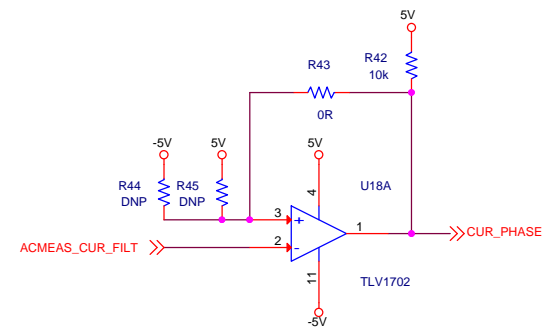 5V
R43
R42
10k
0R
-5V
5V
5V
R44
R45
DNP
DNP
4
U18A
3
+
1
CUR_PHASE
2
-
ACMEAS_CUR_FILT
11
TLV1702
-5V